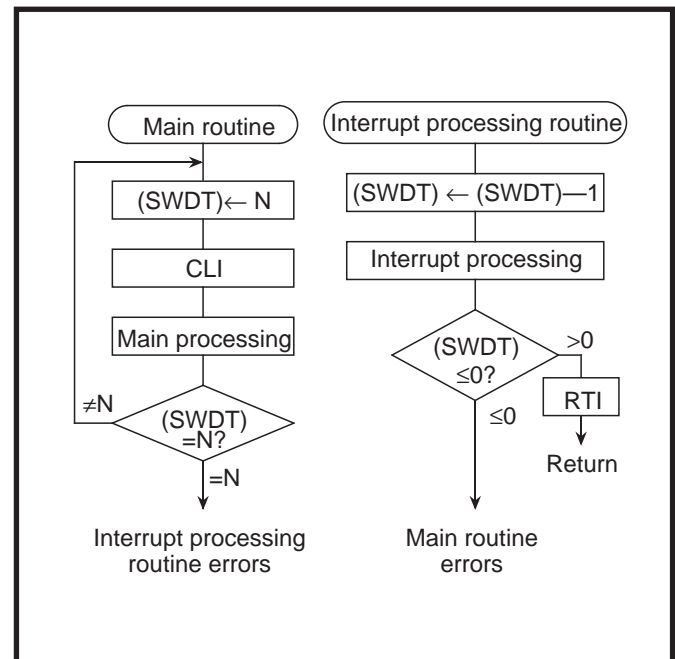 Main routine
(SWDT)← N
CLI
Main processing
(SWDT)
=N?
≠N
=N
Interrupt processing
routine errors
Interrupt processing routine
(SWDT) ← (SWDT)—1
Interrupt processing
(SWDT)
≤0?
>0
RTI
Return
≤0
Main routine
errors